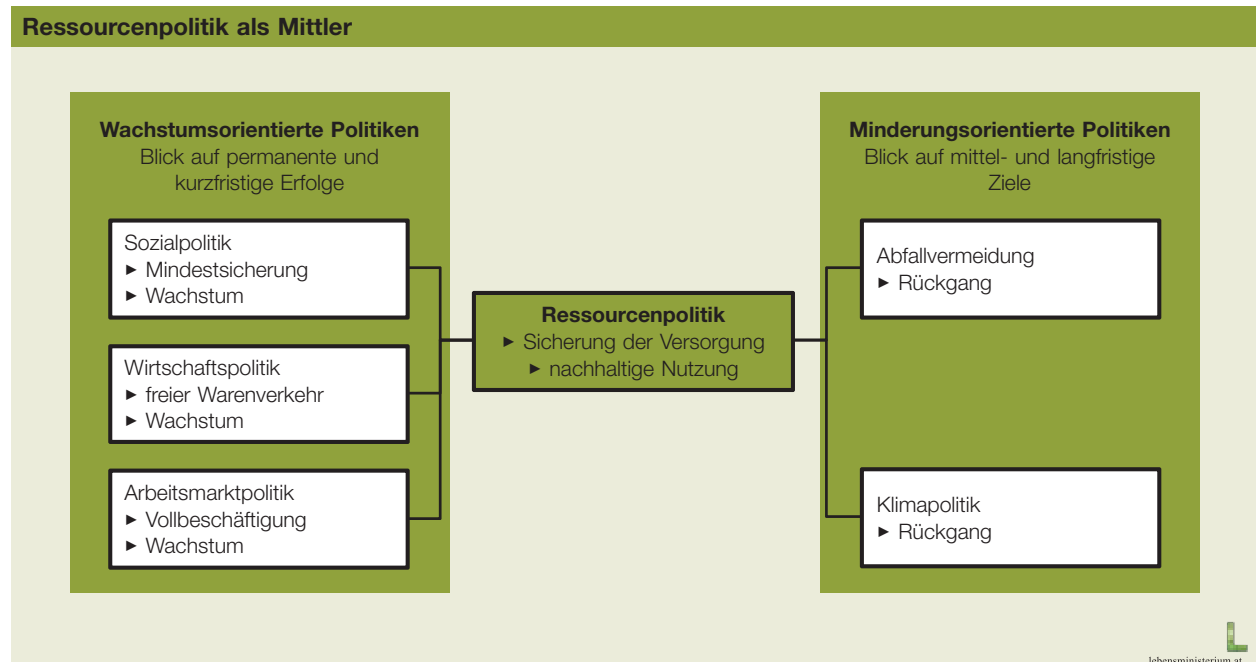 Ressourcenpolitik als Mittler
Wachstumsorientierte Politiken
Blick auf permanente und
kurzfristige Erfolge
Sozialpolitik
► Mindestsicherung
► Wachstum
Wirtschaftspolitik
► freier Warenverkehr
► Wachstum
Arbeitsmarktpolitik
► Vollbeschäftigung
► Wachstum
Ressourcenpolitik
► Sicherung der Versorgung
► nachhaltige Nutzung
Minderungsorientierte Politiken
Blick auf mittel- und langfristige
Ziele
Abfallvermeidung
► Rückgang
Klimapolitik
► Rückgang
lebensministerium.at